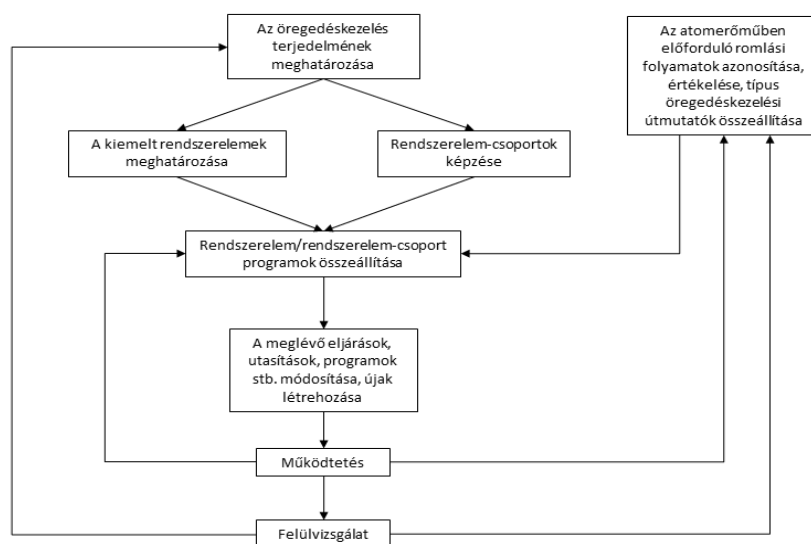 Az öregedéskezelés
terjedelmének
meghatározása
Az atomerőműben
előforduló romlási
folyamatok azonosítása,
értékelése, típus
öregedéskezelési
útmutatók összeállítása
A kiemelt rendszerelemek
meghatározása
Rendszerelem-csoportok
képzése
Rendszerelem/rendszerelem-csoport
programok összeállítása
A meglévő eljárások,
utasítások, programok
stb. módosítása, újak
létrehozása
Működtetés
Felülvizsgálat